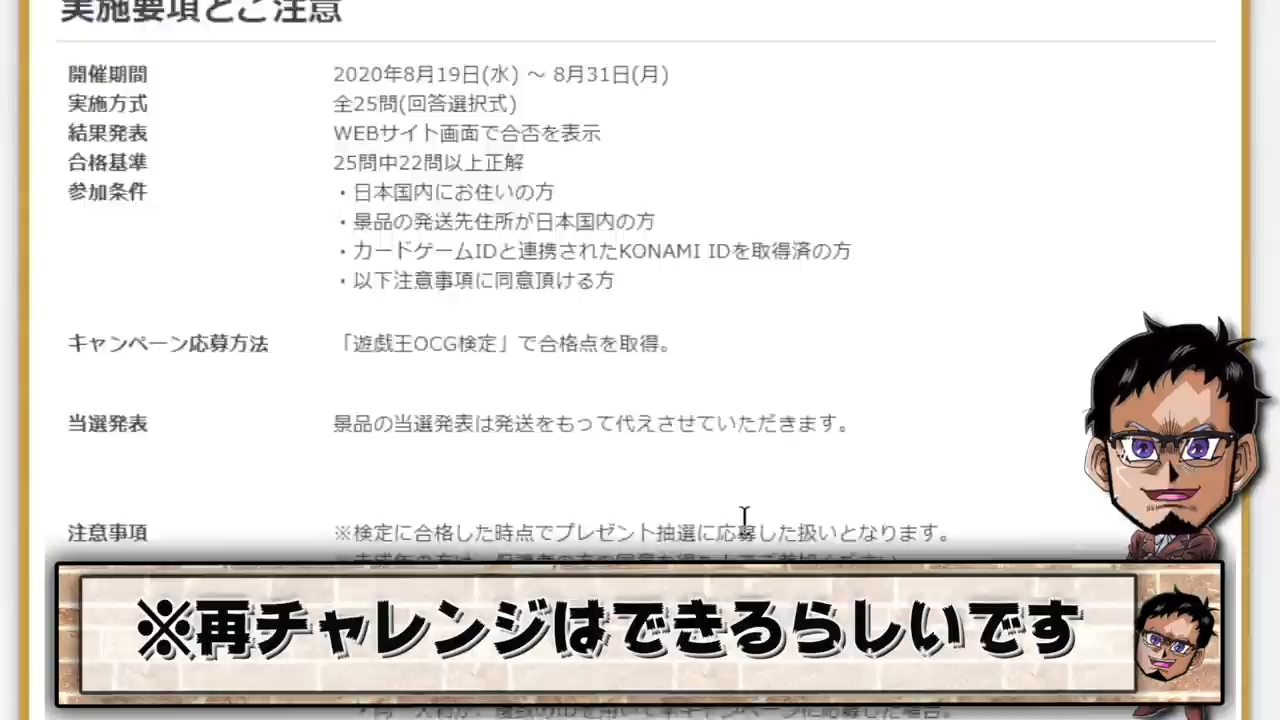 実施要項とご注意
開催期間 2020年8月19日(水) ～ 8月31日(月)
実施方式 全25問(回答選択式)
結果発表 WEBサイト画面で合否を表示
合格基準 25問中22問以上正解
参加条件 ・日本国内にお住いの方
・景品の発送先住所が日本国内の方
・カードゲームIDと連携されたKONAMI IDを取得済の方
・以下注意事項に同意頂ける方
キャンペーン応募方法 「遊戯王OCG検定」で合格点を取得。
当選発表 景品の当選発表は発送をもって代えさせていただきます。
注意事項 ※検定に合格した時点でプレゼント抽選に応募した扱いとなります。
※再チャレンジはできるらしいです